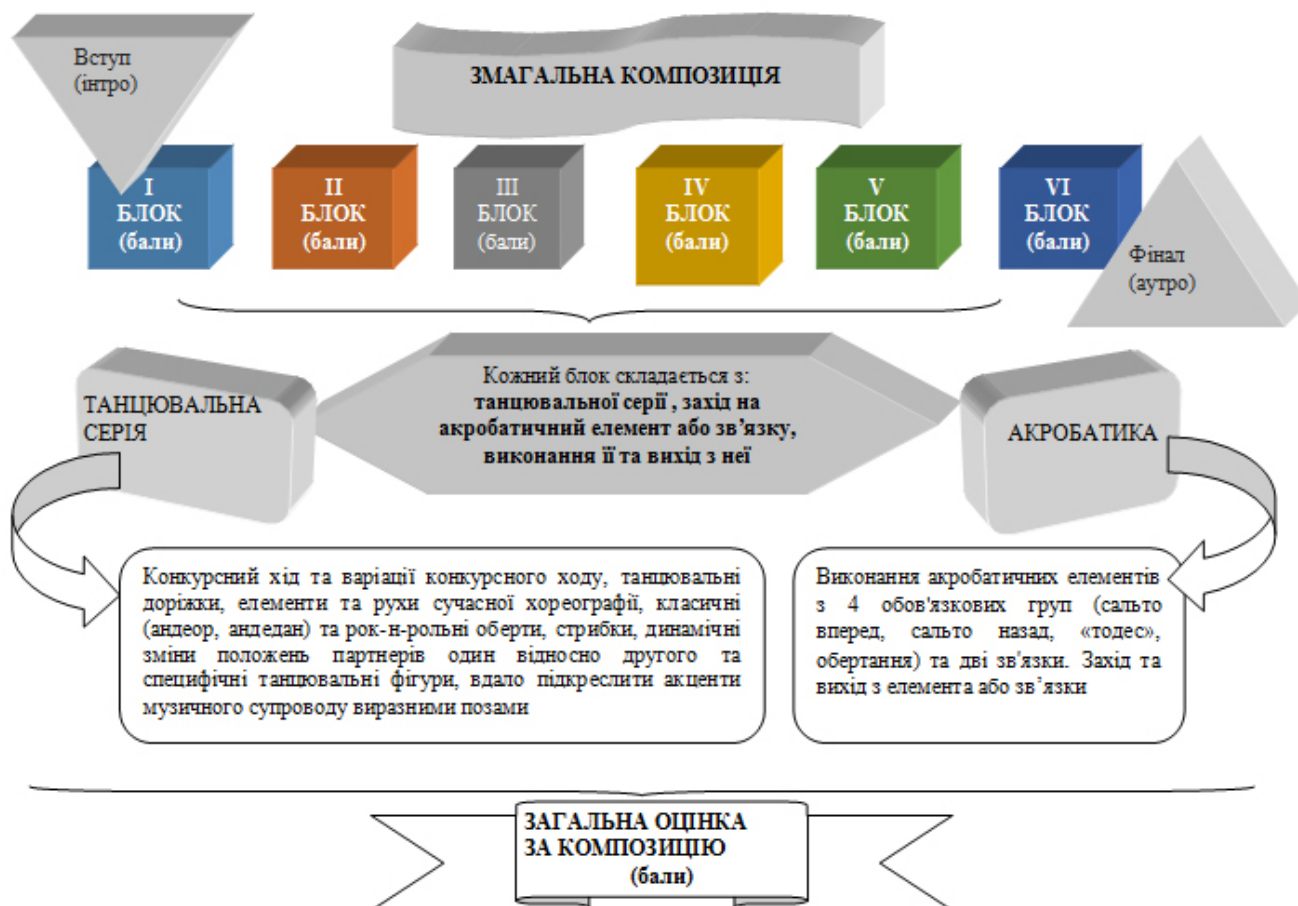 Вступ
(інтро)
ЗМАГАЛЬНА КОМПОЗИЦІЯ
I
БЛОК
(бали)
II
БЛОК
(бали)
III
БЛОК
(бали)
IV
БЛОК
(бали)
V
БЛОК
(бали)
VI
БЛОК
(бали)
Фінал
(аутро)
ТАНЦЮВАЛЬНА
СЕРІЯ
Кожний блок складається з:
танцювальної серії , захід на
акробатичний елемент або зв’язку,
виконання її та вихід з неї
АКРОБАТИКА
Конкурсний хід та варіації конкурсного ходу, танцювальні
доріжки, елементи та рухи сучасної хореографії, класичні
(андеор, андедан) та рок-н-рольні оберти, стрибки, динамічні
зміни положень партнерів один відносно другого та
специфічні танцювальні фігури, вдало підкреслити акценти
музичного супроводу виразними позами
Виконання акробатичних елементів
з 4 обов'язкових груп (сальто
вперед, сальто назад, «тодес»,
обертання) та дві зв'язки. Захід та
вихід з елемента або зв’язки
ЗАГАЛЬНА ОЦІНКА
ЗА КОМПОЗИЦІЮ
(бали)